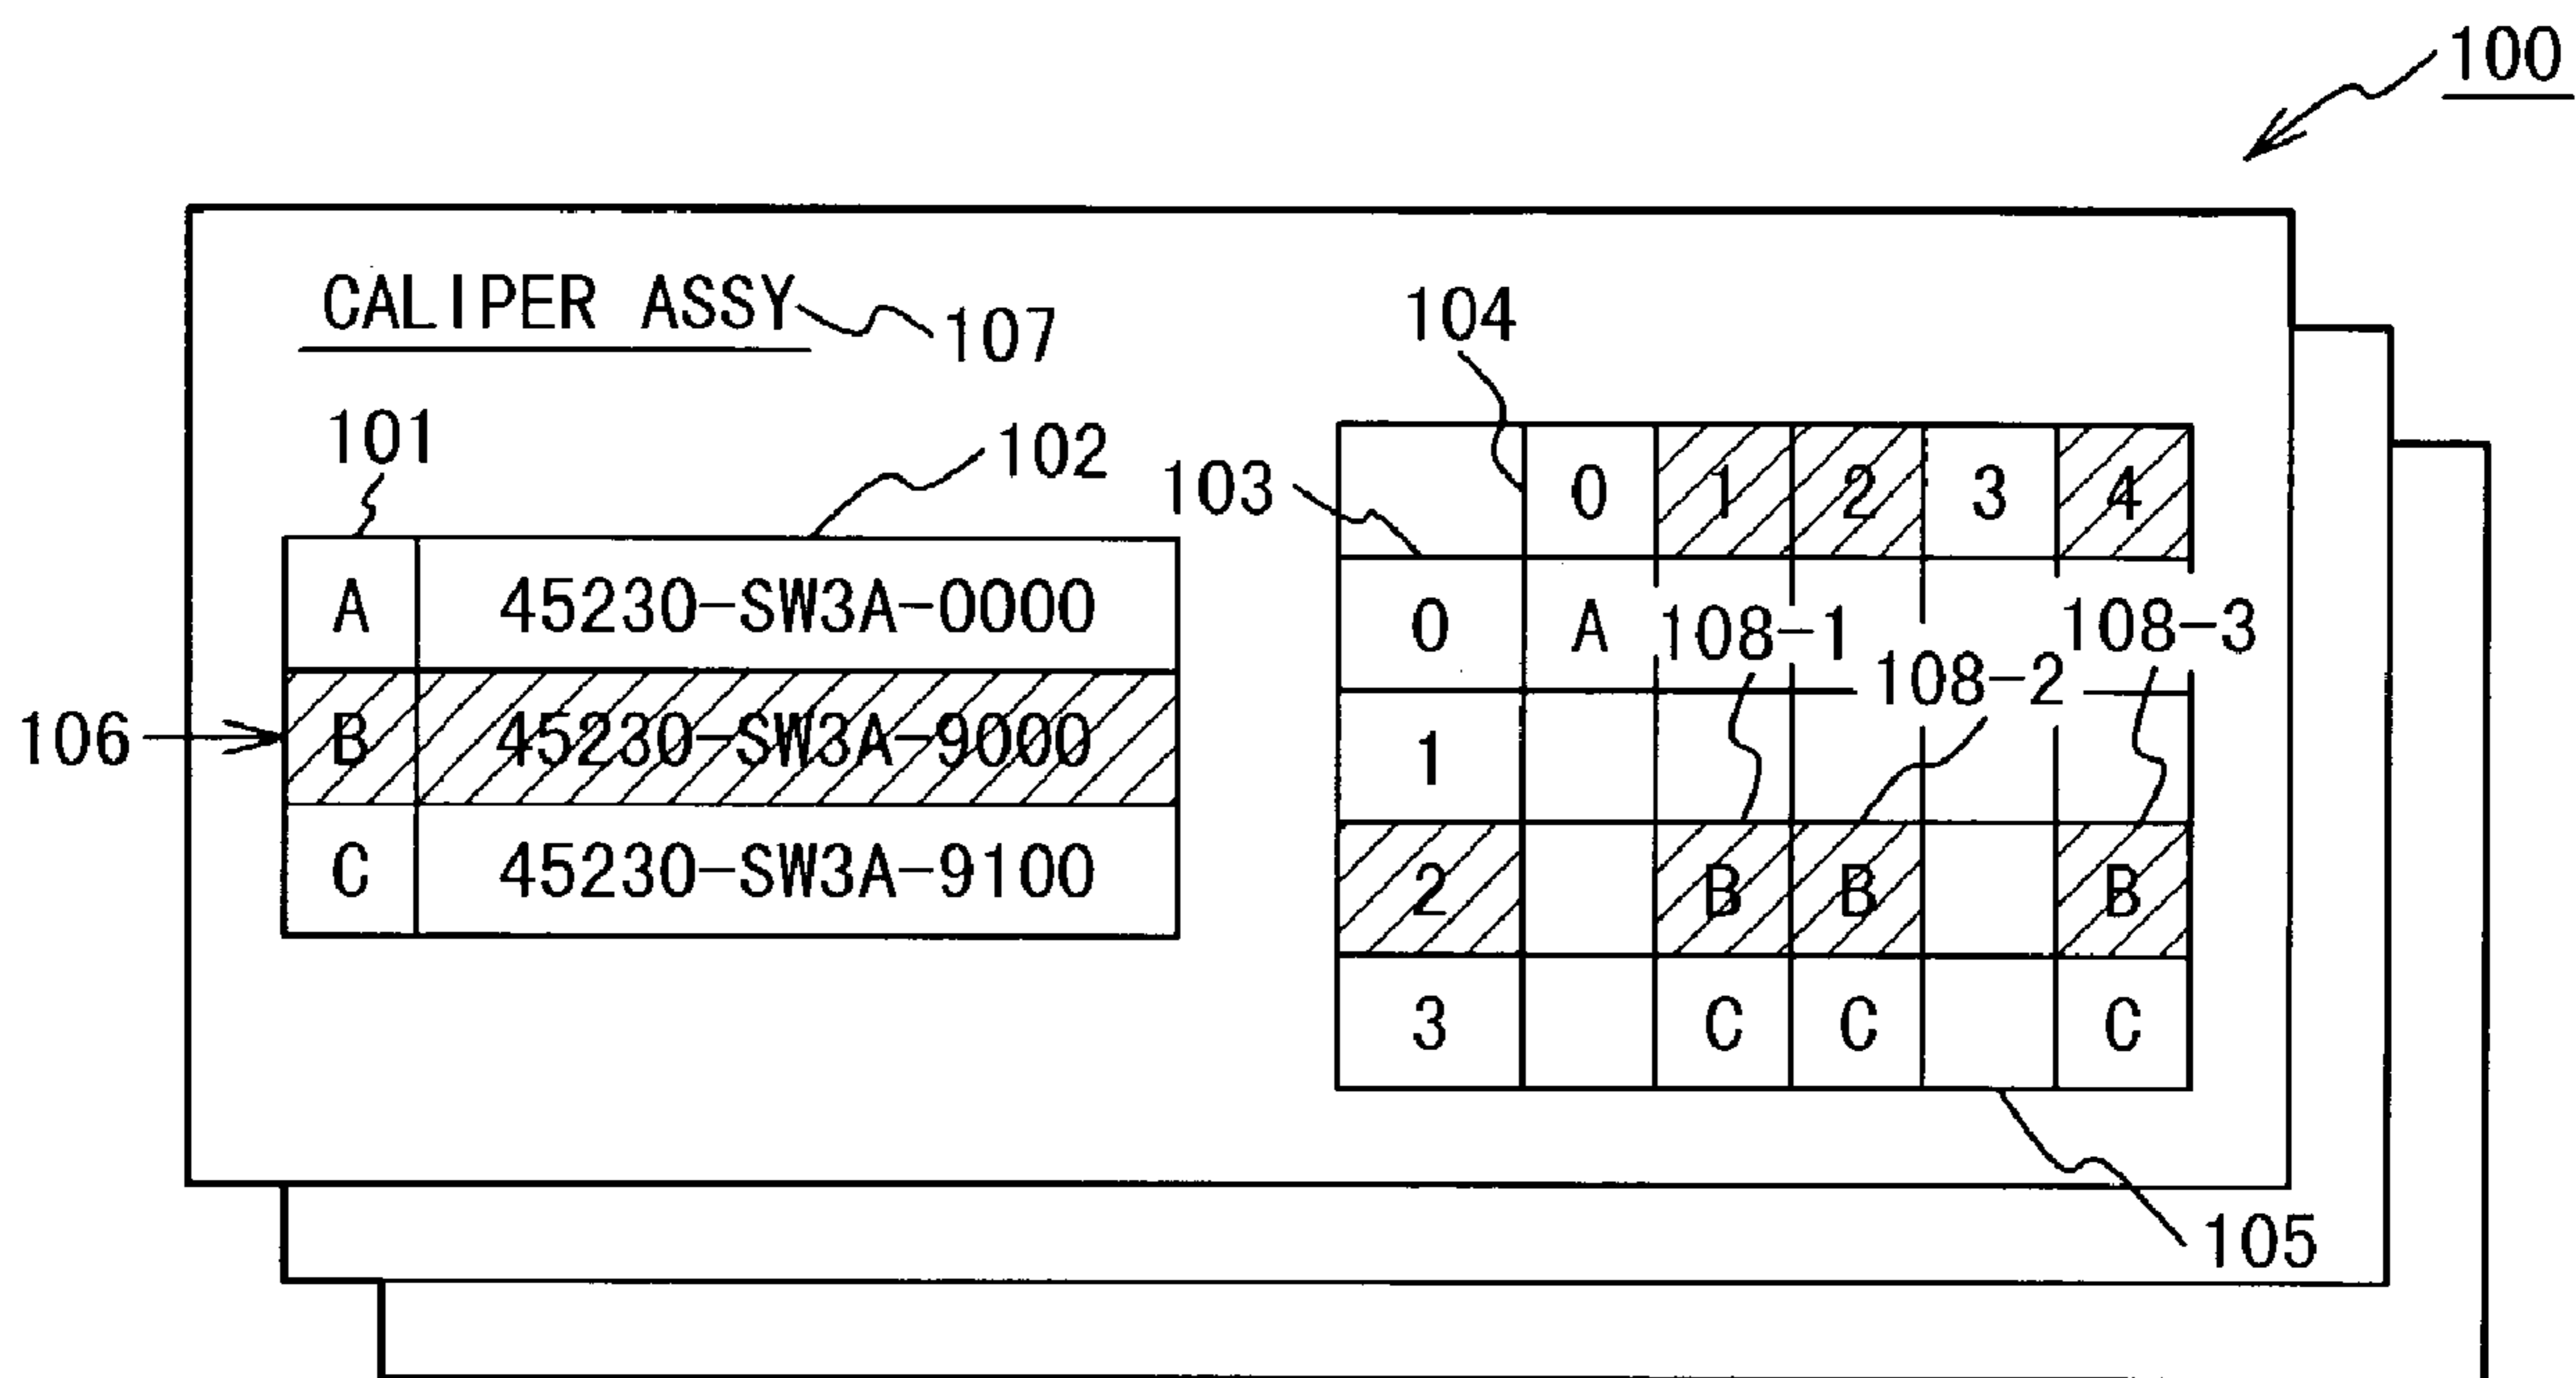 100
CALIPER ASSY
107
104
101
102
103
0 1 2 3 4
A 45230-SW3A-0000
0 A
108-1
108-2
108-3
106
B 45230-SW3A-9000
1
C 45230-SW3A-9100
2 B B B
3 C C C
105